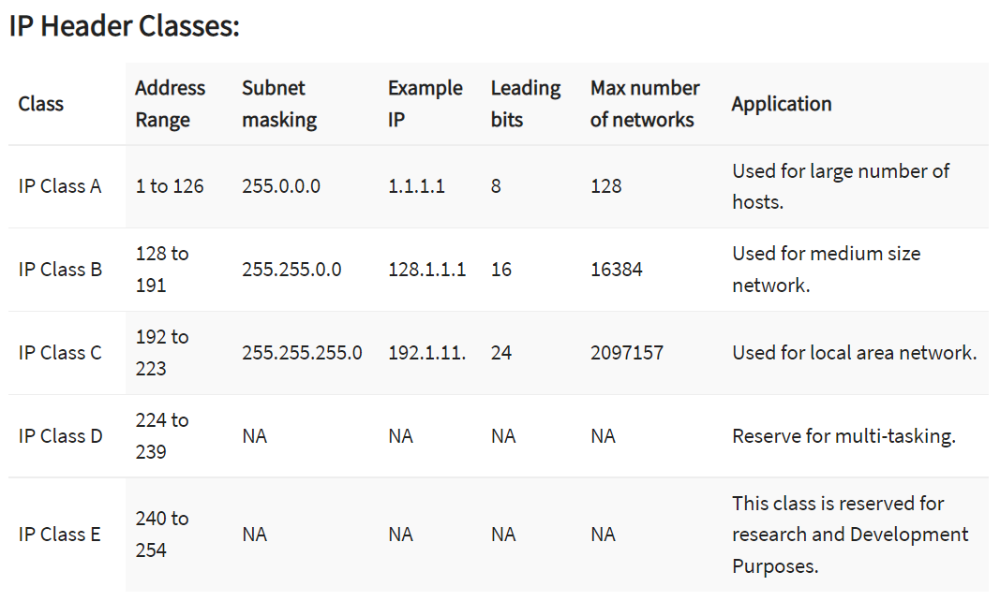 IP Header Classes:
Class Address Range Subnet masking Example IP Leading bits Max number of networks Application
IP Class A 1 to 126 255.0.0.0 1.1.1.1 8 128 Used for large number of hosts.
IP Class B 128 to 191 255.255.0.0 128.1.1.1 16 16384 Used for medium size network.
IP Class C 192 to 223 255.255.255.0 192.1.11. 24 2097157 Used for local area network.
IP Class D 224 to 239 NA NA NA NA Reserve for multi-tasking.
IP Class E 240 to 254 NA NA NA NA This class is reserved for research and Development Purposes.